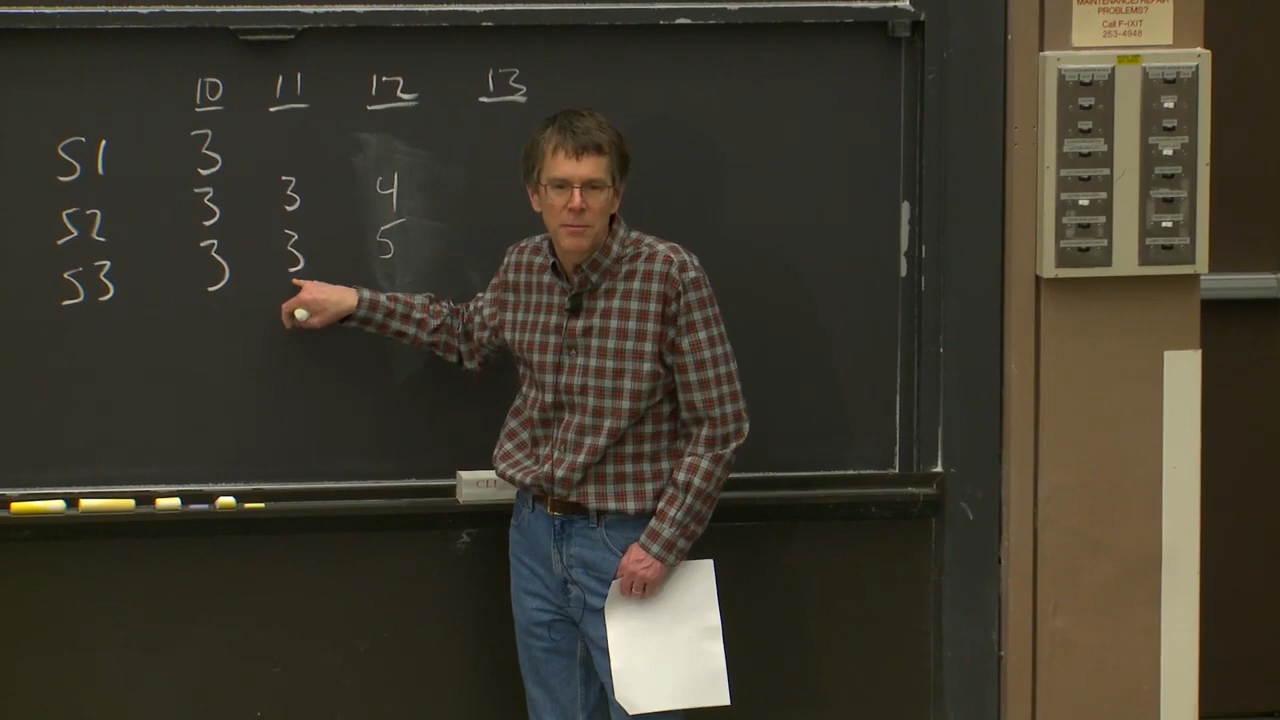 MAINTENANCE/REPAIR
PROBLEMS?
Call F-IXIT
253-4948
10 11 12 13
S1 3
S2 3 3 4
S3 3 3 5